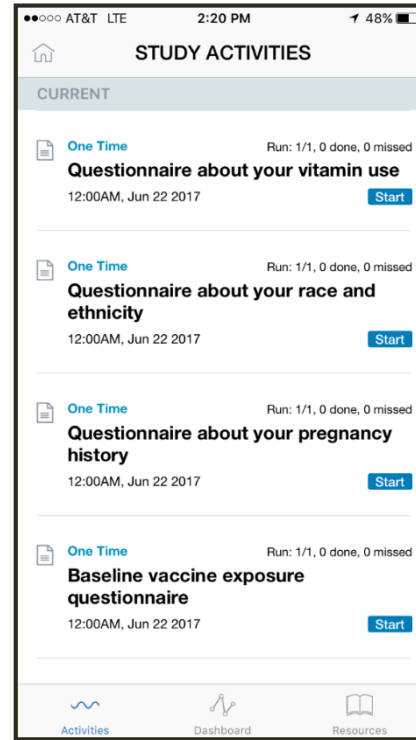 AT&T LTE 2:20 PM 48%
STUDY ACTIVITIES
CURRENT
One Time Run: 1/1, 0 done, 0 missed
Questionnaire about your vitamin use
12:00AM, Jun 22 2017 Start
One Time Run: 1/1, 0 done, 0 missed
Questionnaire about your race and
ethnicity
12:00AM, Jun 22 2017 Start
One Time Run: 1/1, 0 done, 0 missed
Questionnaire about your pregnancy
history
12:00AM, Jun 22 2017 Start
One Time Run: 1/1, 0 done, 0 missed
Baseline vaccine exposure
questionnaire
12:00AM, Jun 22 2017 Start
Activities Dashboard Resources